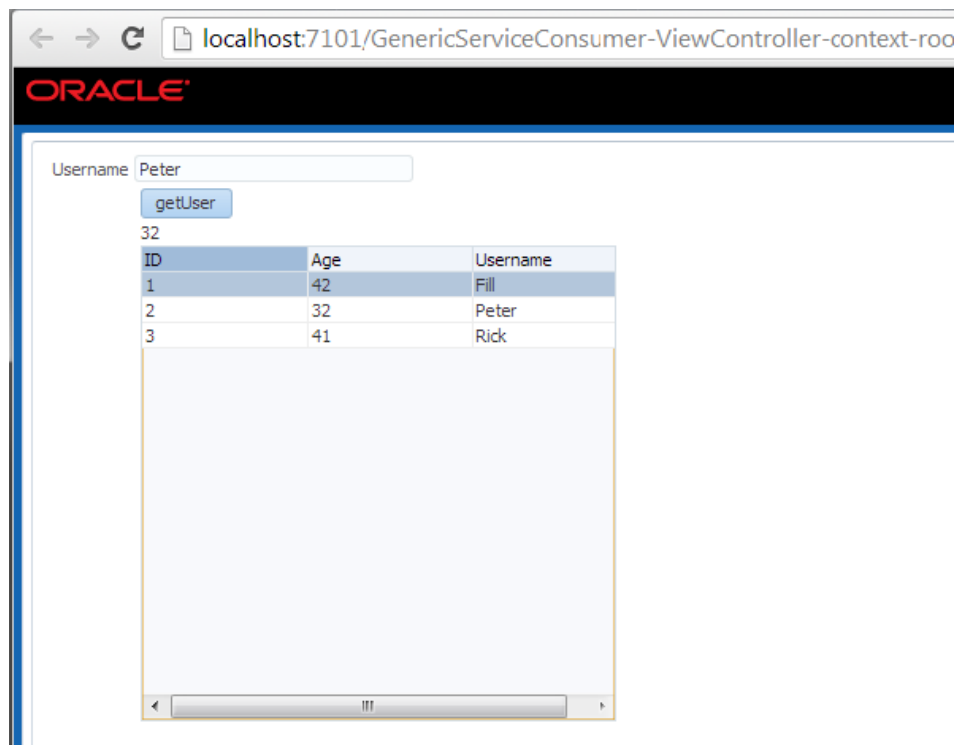 localhost:7101/GenericServiceConsumer-ViewController-context-roo
ORACLE
Username Peter
getUser
32
ID Age Username
1 42 Fill
2 32 Peter
3 41 Rick